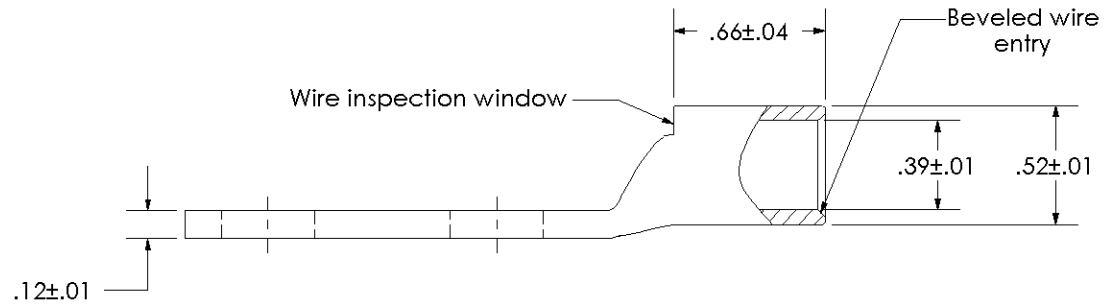 .66±.04
Beveled wire
entry
Wire inspection window
.39±.01
.52±.01
.12±.01